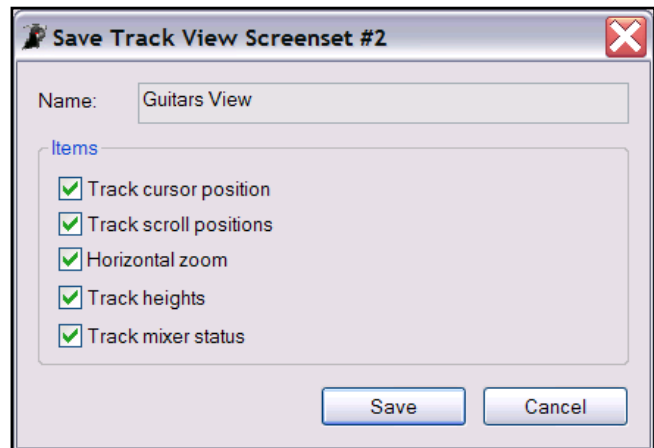 Save Track View Screenset #2
Name: Guitars View
Items
Track cursor position
Track scroll positions
Horizontal zoom
Track heights
Track mixer status
Save Cancel